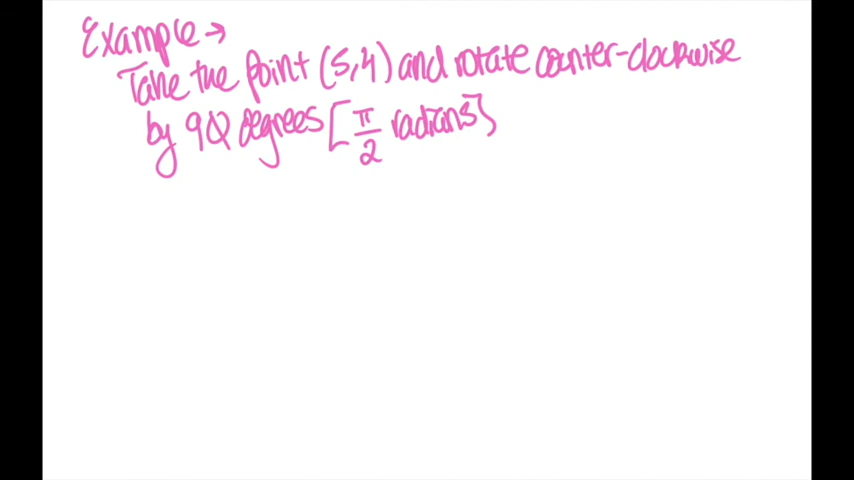 Example →
Take the point (5,4) and rotate counter-clockwise
by 90 degrees [π/2 radians]